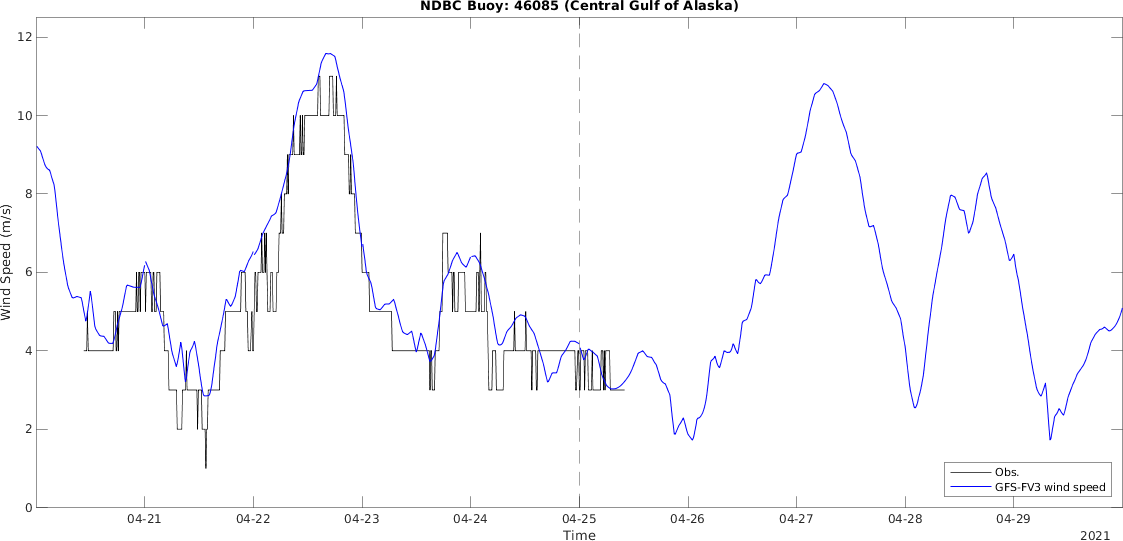 NDBC Buoy: 46085 (Central Gulf of Alaska)
Wind Speed (m/s)
12
10
8
6
4
2
0
04-21 04-22 04-23 04-24 04-25 04-26 04-27 04-28 04-29
Time
2021
Obs.
GFS-FV3 wind speed